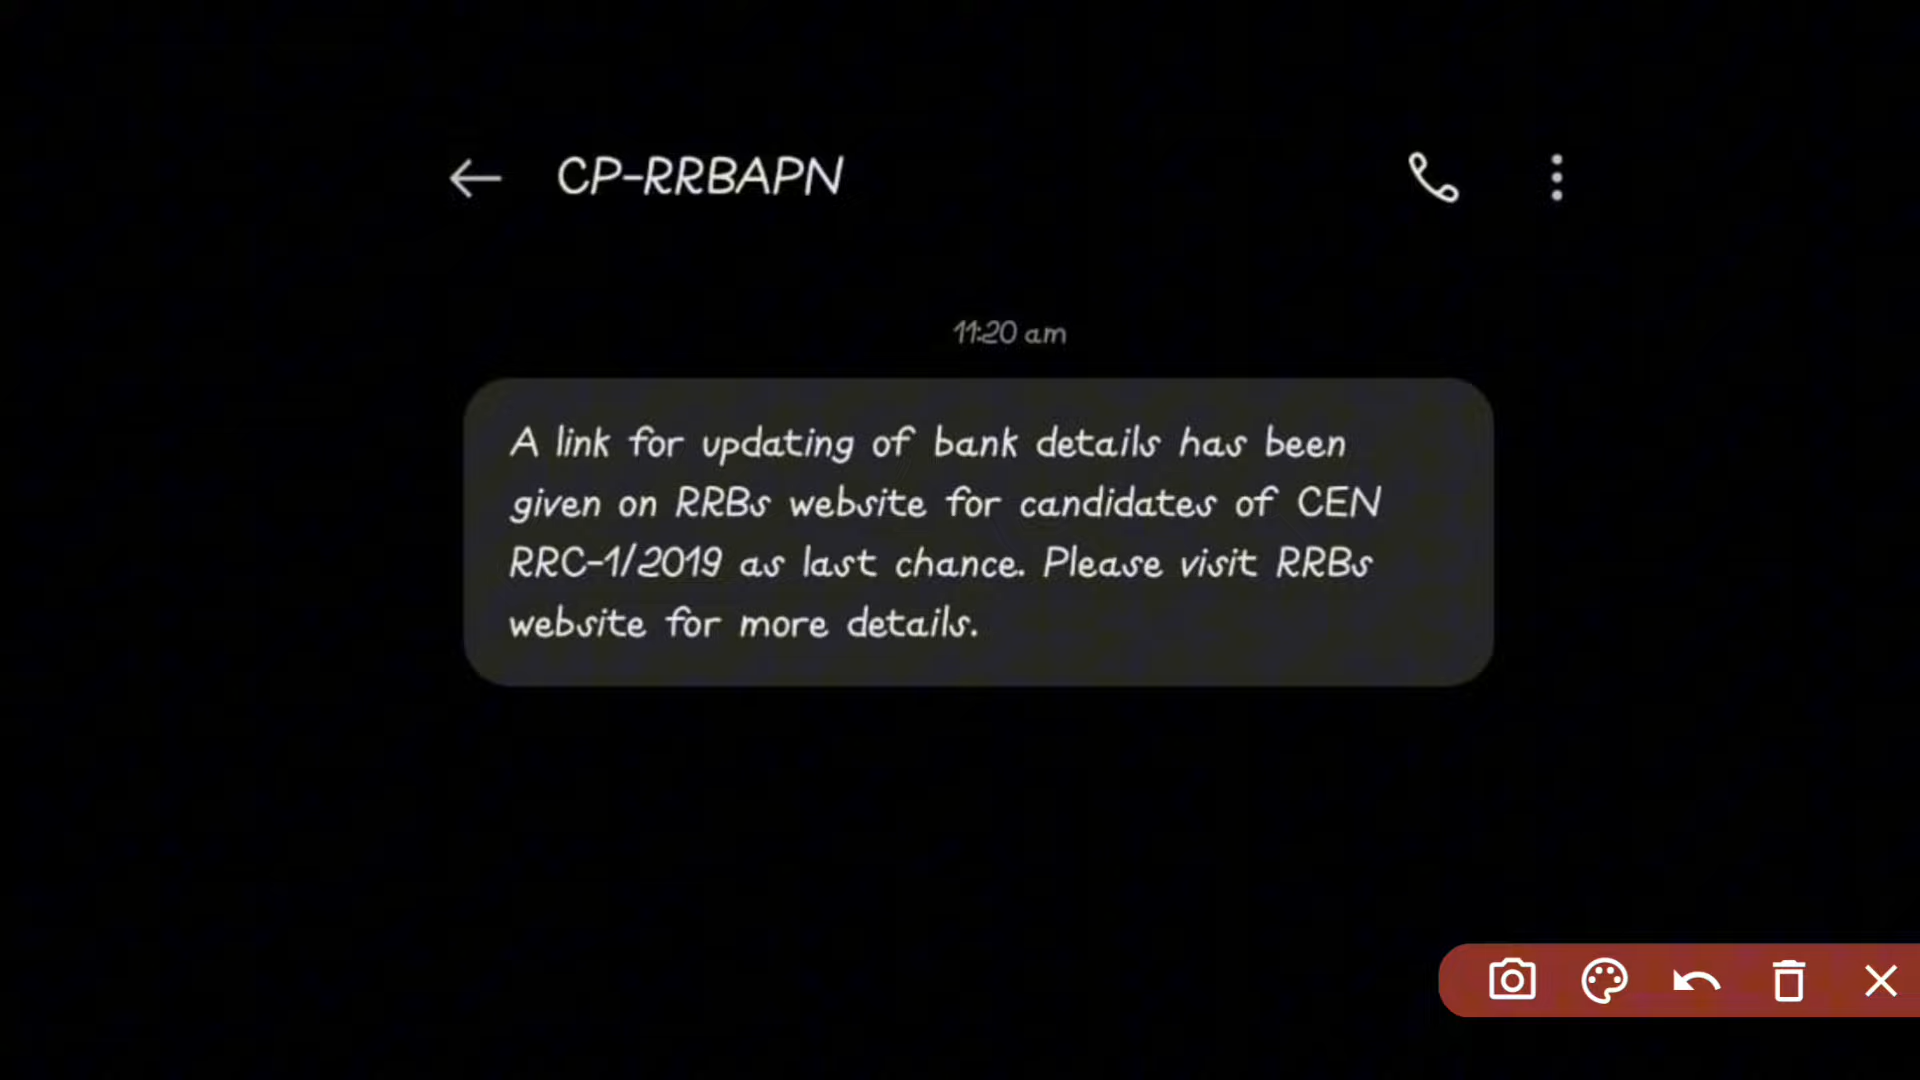 CP-RRBAPN
11:20 am
A link for updating of bank details has been
given on RRBs website for candidates of CEN
RRC-1/2019 as last chance. Please visit RRBs
website for more details.